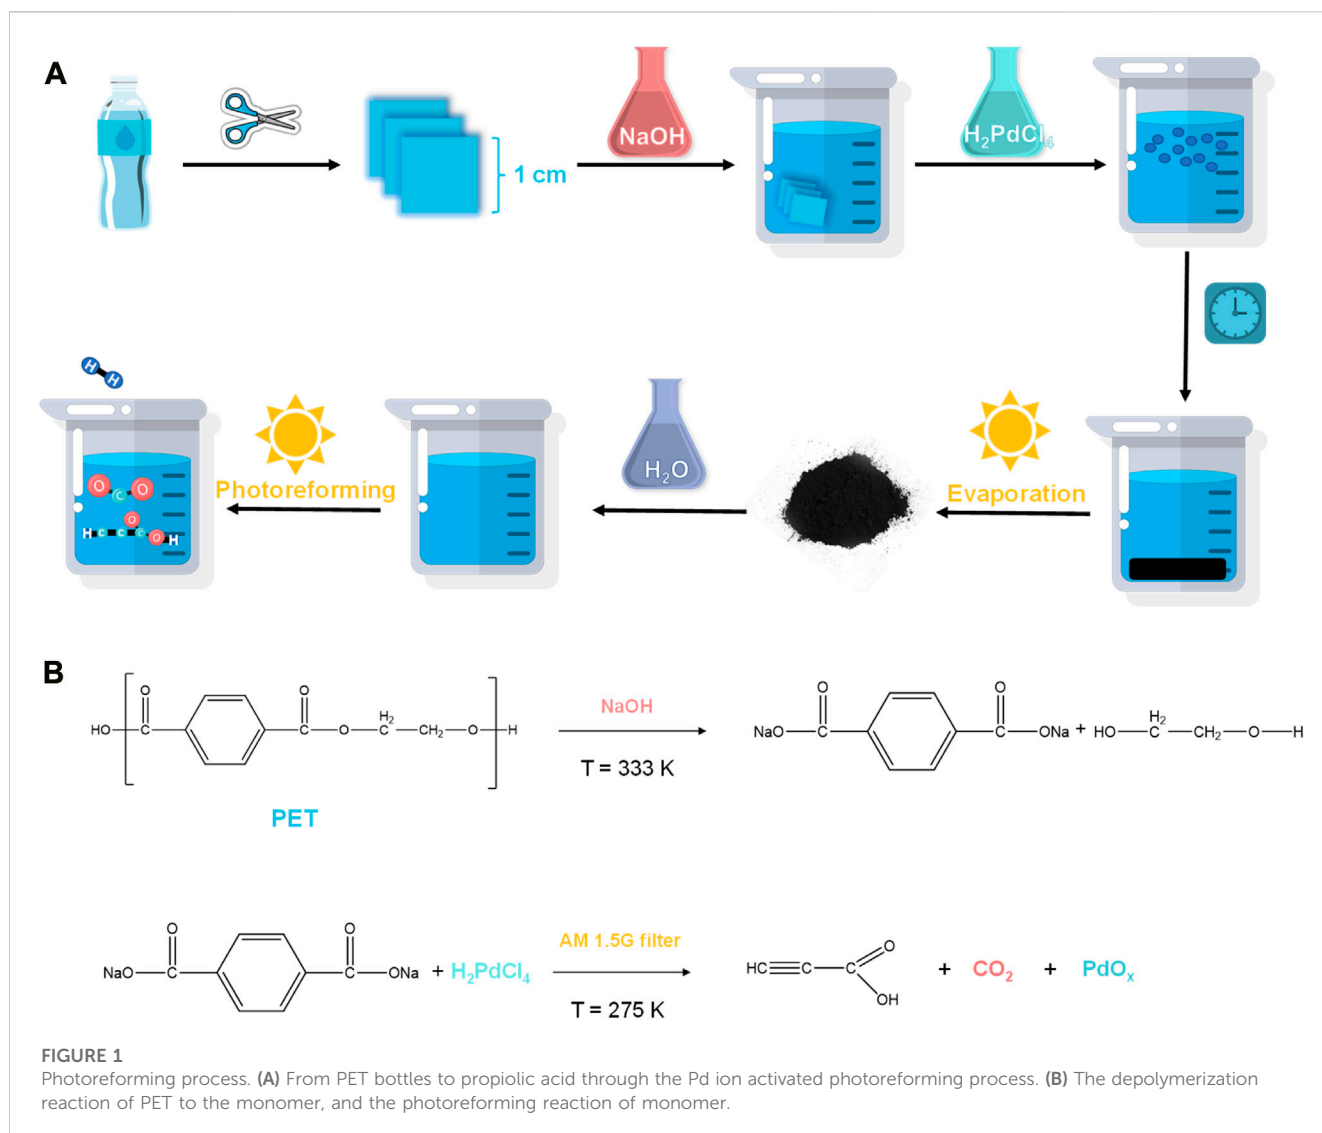 A
1 cm
NaOH
H₂PdCl₄
H
H
O
C
O
O
H C C C O H
Photoreforming
H₂O
Evaporation
B
O
O
H₂
HO C C O C CH₂ O H
NaOH
T = 333 K
PET
O
O
NaO C C ONa + HO C CH₂ O H
H₂
O
O
NaO C C ONa + H₂PdCl₄
AM 1.5G filter
T = 275 K
O
HC C
OH
+ CO₂ + PdOₓ
FIGURE 1
Photoreforming process. (A) From PET bottles to propiolic acid through the Pd ion activated photoreforming process. (B) The depolymerization
reaction of PET to the monomer, and the photoreforming reaction of monomer.